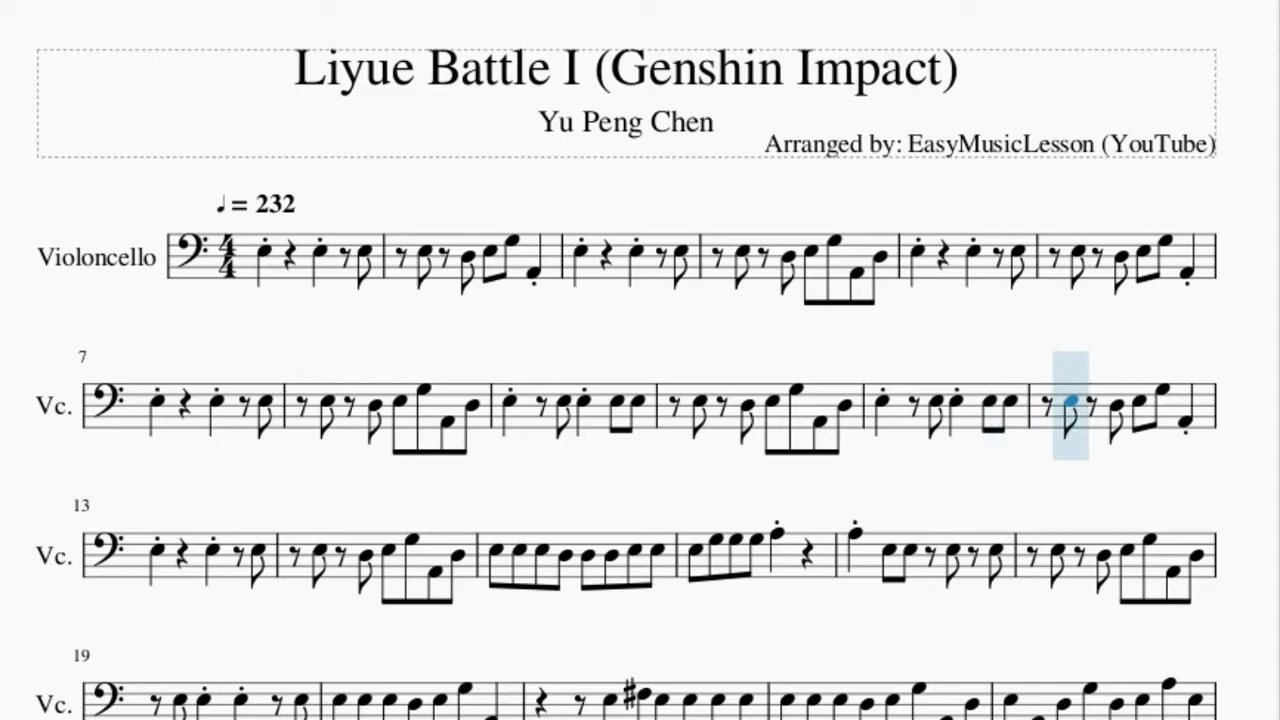 Liyue Battle I (Genshin Impact)
Yu Peng Chen
Arranged by: EasyMusicLesson (YouTube)
♩ = 232
Violoncello
4
4
7
Vc.
13
Vc.
19
Vc.